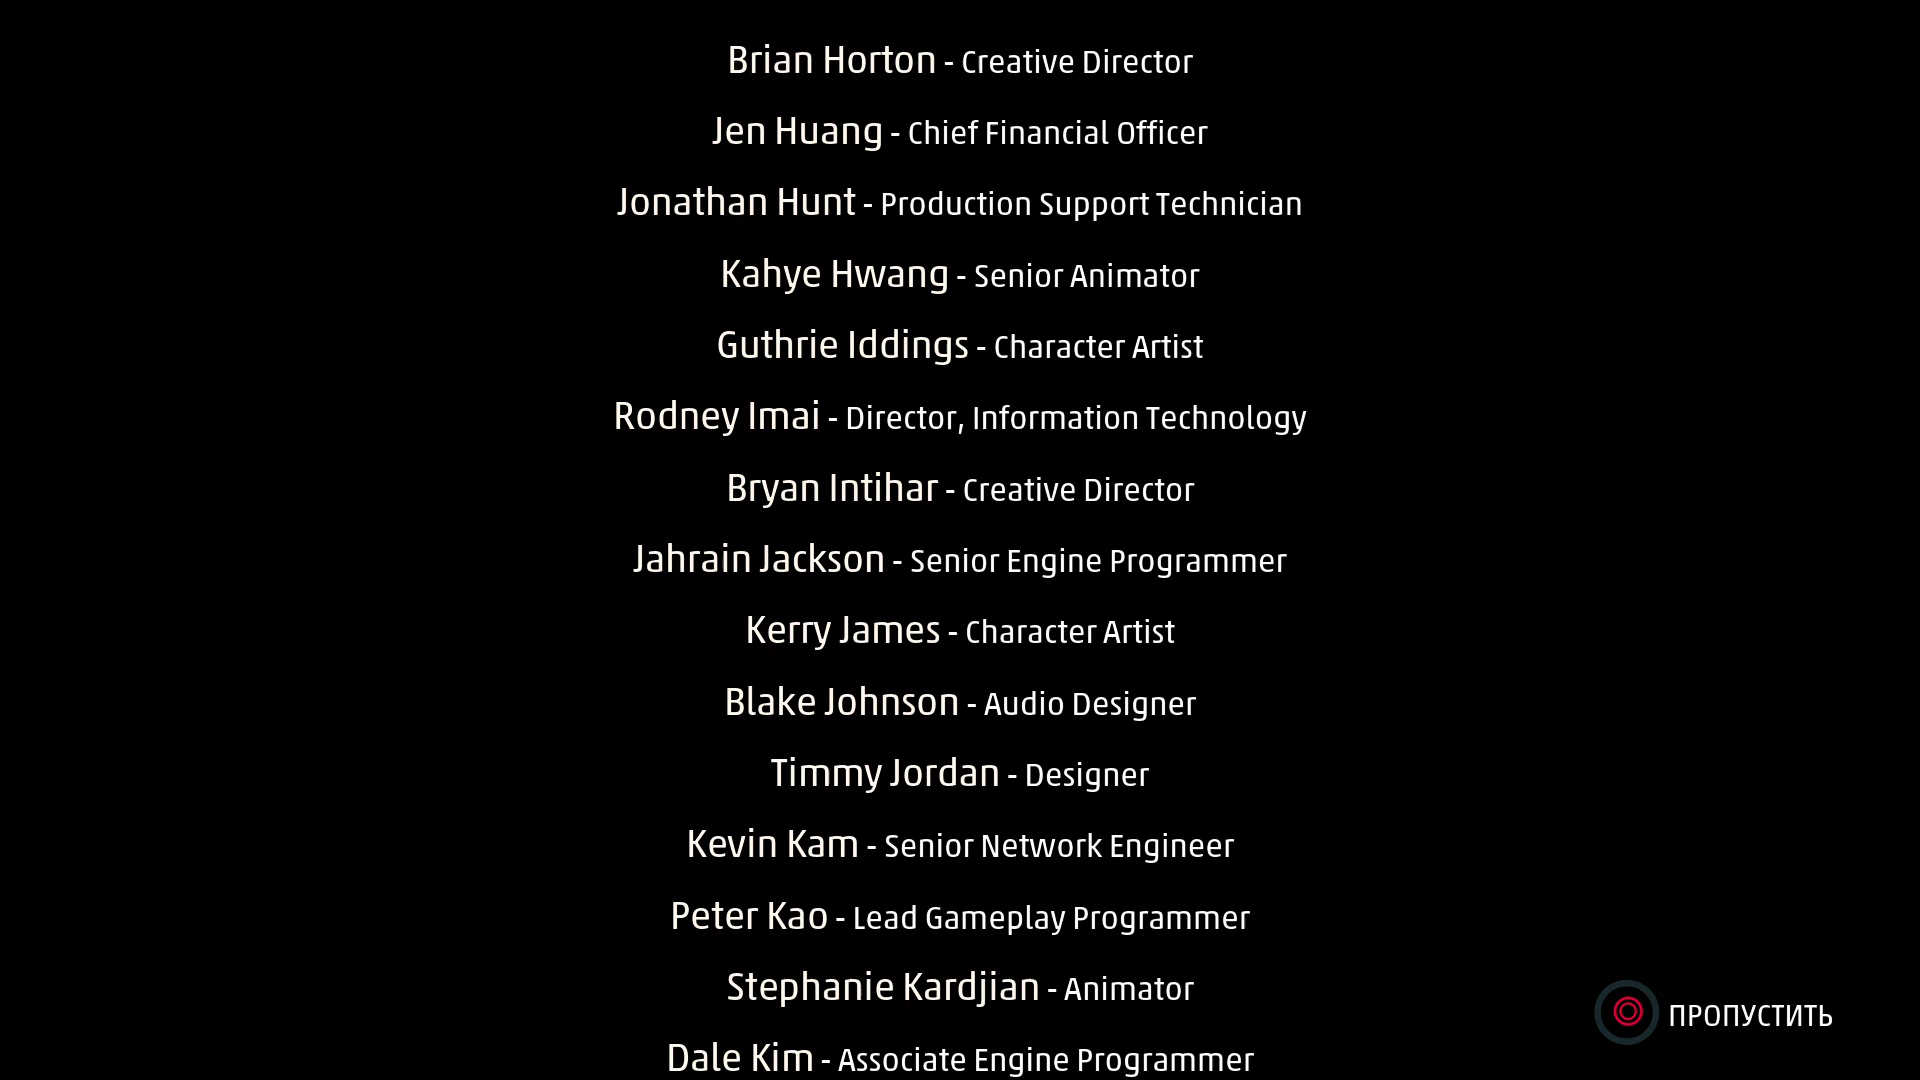 Brian Horton - Creative Director
Jen Huang - Chief Financial Officer
Jonathan Hunt - Production Support Technician
Kahye Hwang - Senior Animator
Guthrie Iddings - Character Artist
Rodney Imai - Director, Information Technology
Bryan Intihar - Creative Director
Jahrain Jackson - Senior Engine Programmer
Kerry James - Character Artist
Blake Johnson - Audio Designer
Timmy Jordan - Designer
Kevin Kam - Senior Network Engineer
Peter Kao - Lead Gameplay Programmer
Stephanie Kardjian - Animator
ПРОПУСТИТЬ
Dale Kim - Associate Engine Programmer